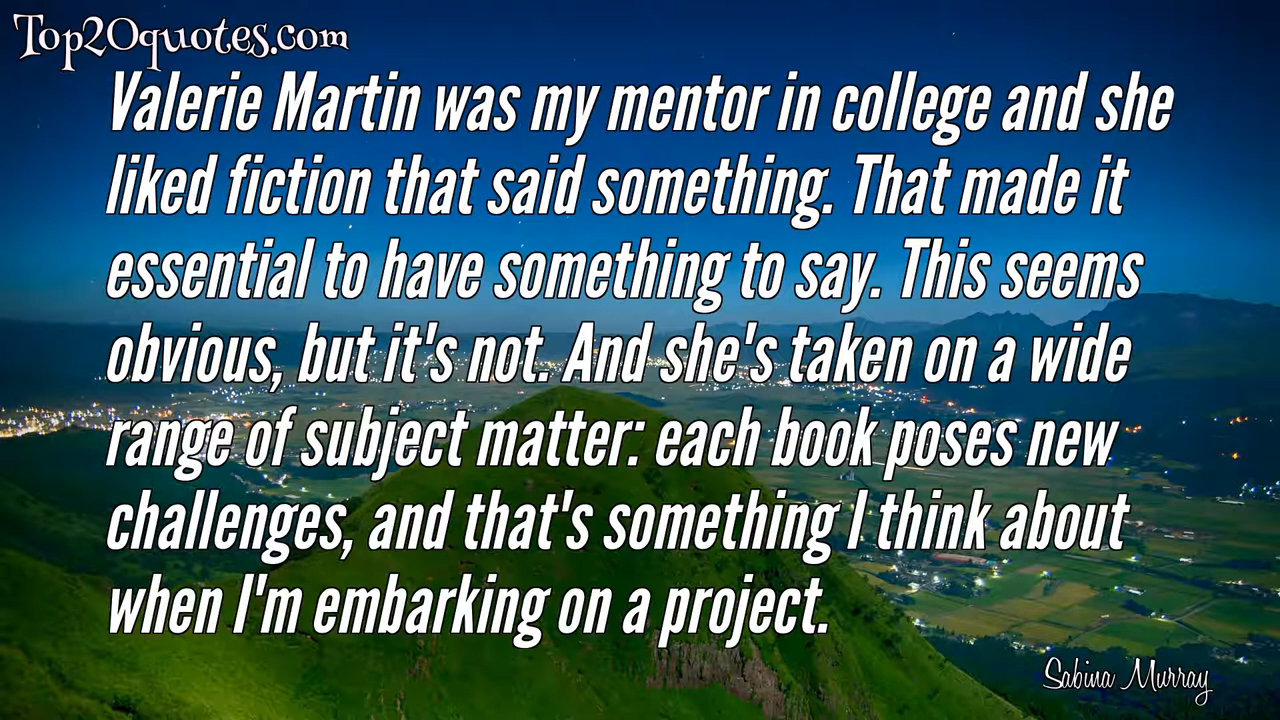 Top20quotes.com
Valerie Martin was my mentor in college and she
liked fiction that said something. That made it
essential to have something to say. This seems
obvious, but it's not. And she's taken on a wide
range of subject matter: each book poses new
challenges, and that's something I think about
when I'm embarking on a project.
Sabina Murray